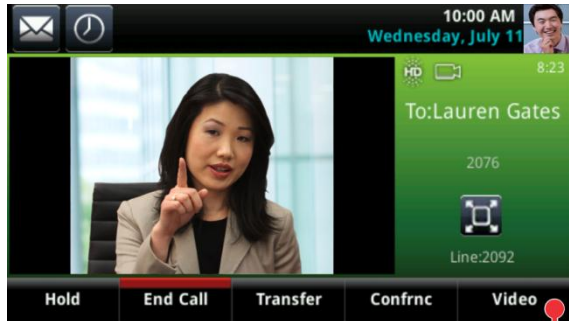 10:00 AM
Wednesday, July 11
HD
8:23
To:Lauren Gates
2076
Line:2092
Hold
End Call
Transfer
Confrnc
Video